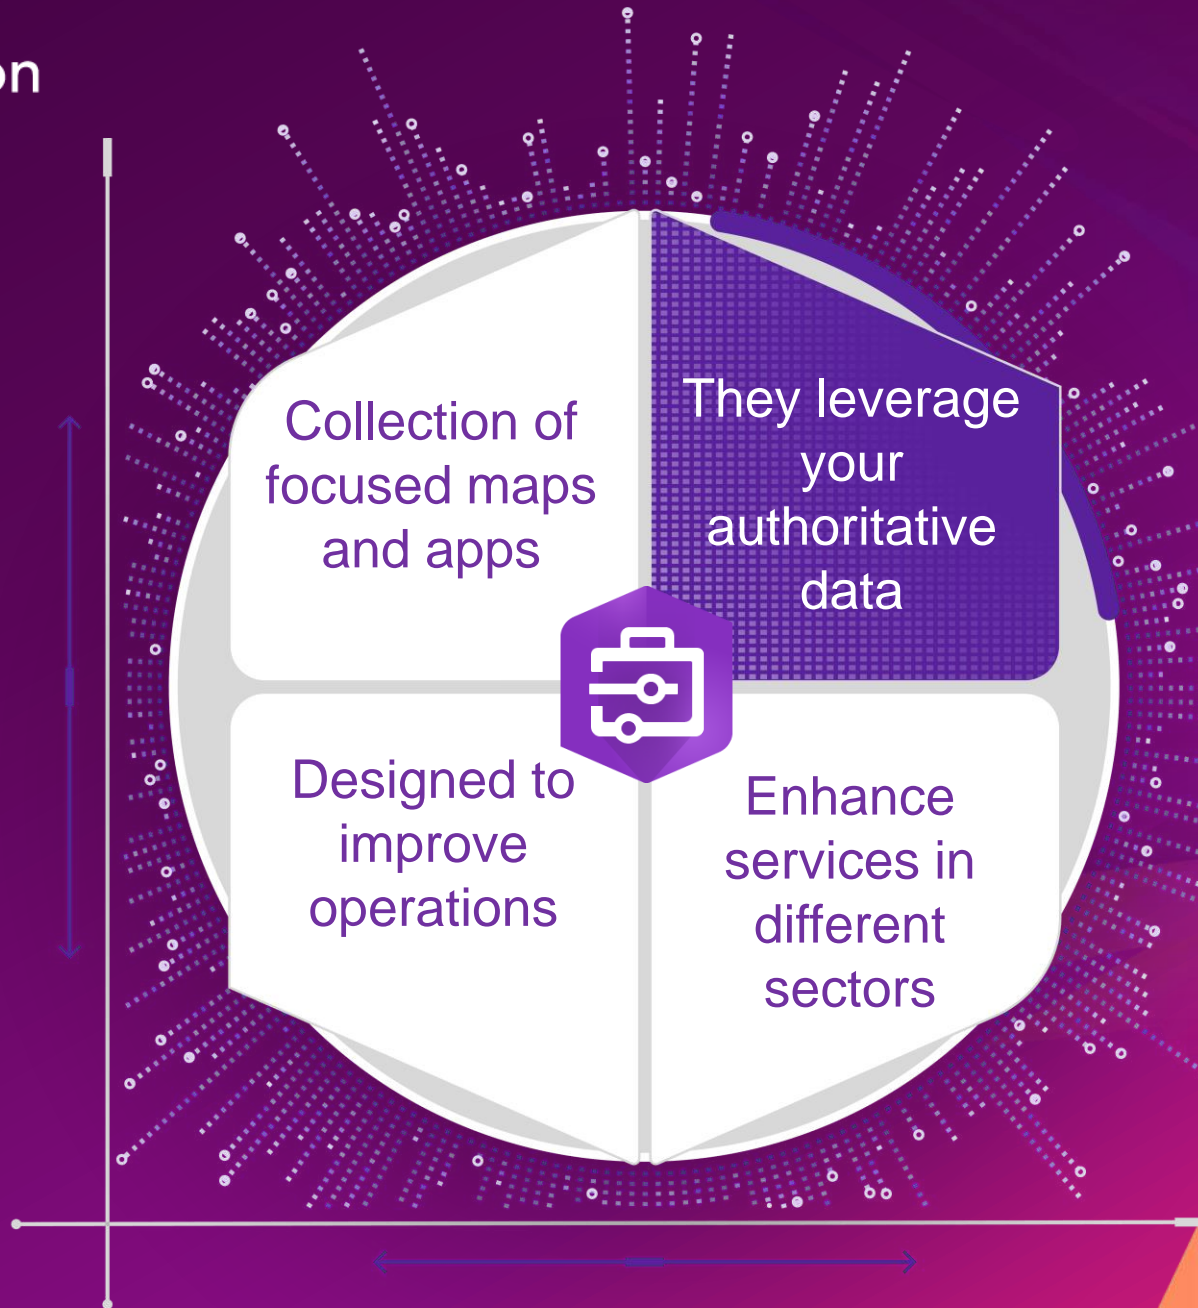 on
Collection of
focused maps
and apps
They leverage
your
authoritative
data
Designed to
improve
operations
Enhance
services in
different
sectors